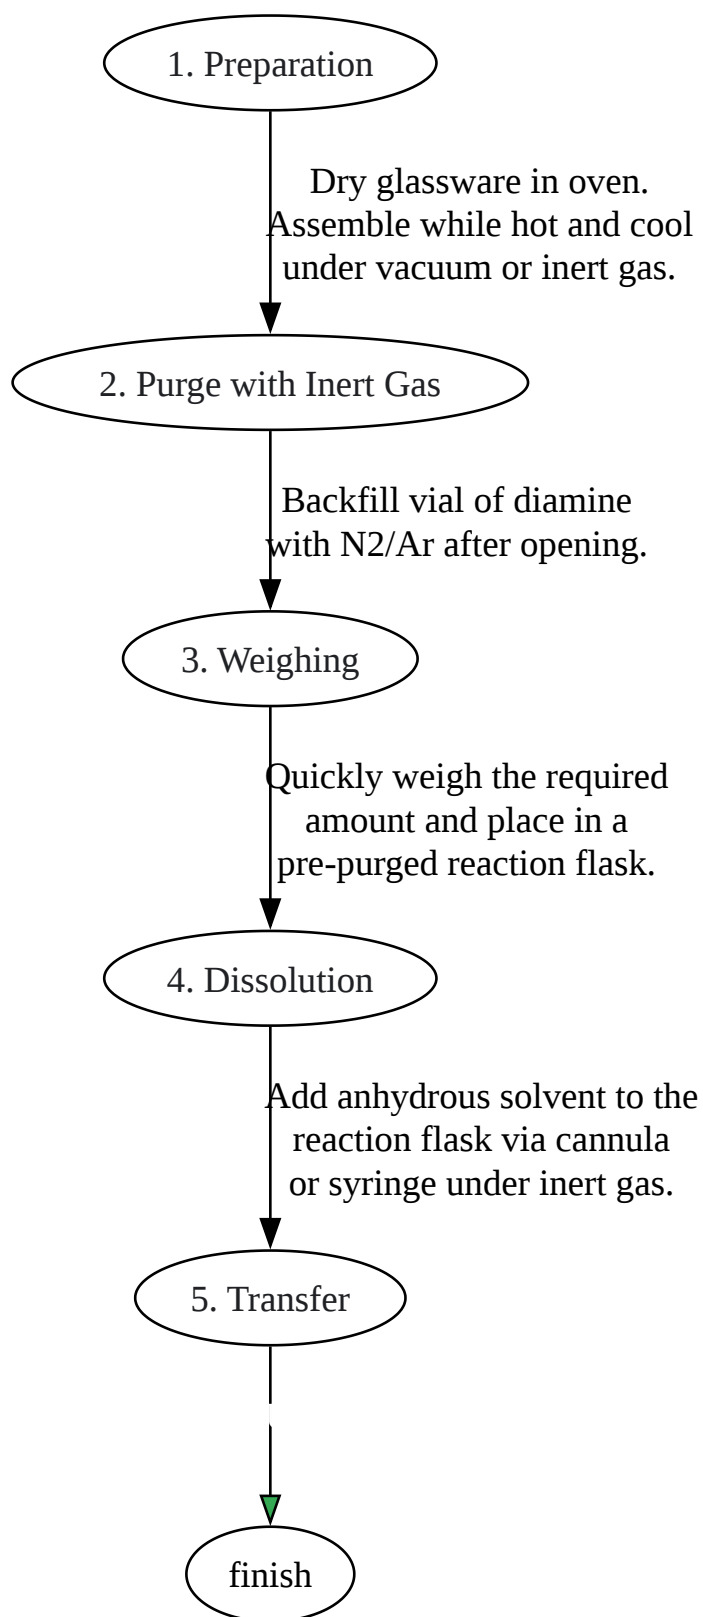 1. Preparation
Dry glassware in oven.
Assemble while hot and cool
under vacuum or inert gas.
2. Purge with Inert Gas
Backfill vial of diamine
with N2/Ar after opening.
3. Weighing
Quickly weigh the required
amount and place in a
pre-purged reaction flask.
4. Dissolution
Add anhydrous solvent to the
reaction flask via cannula
or syringe under inert gas.
5. Transfer
finish